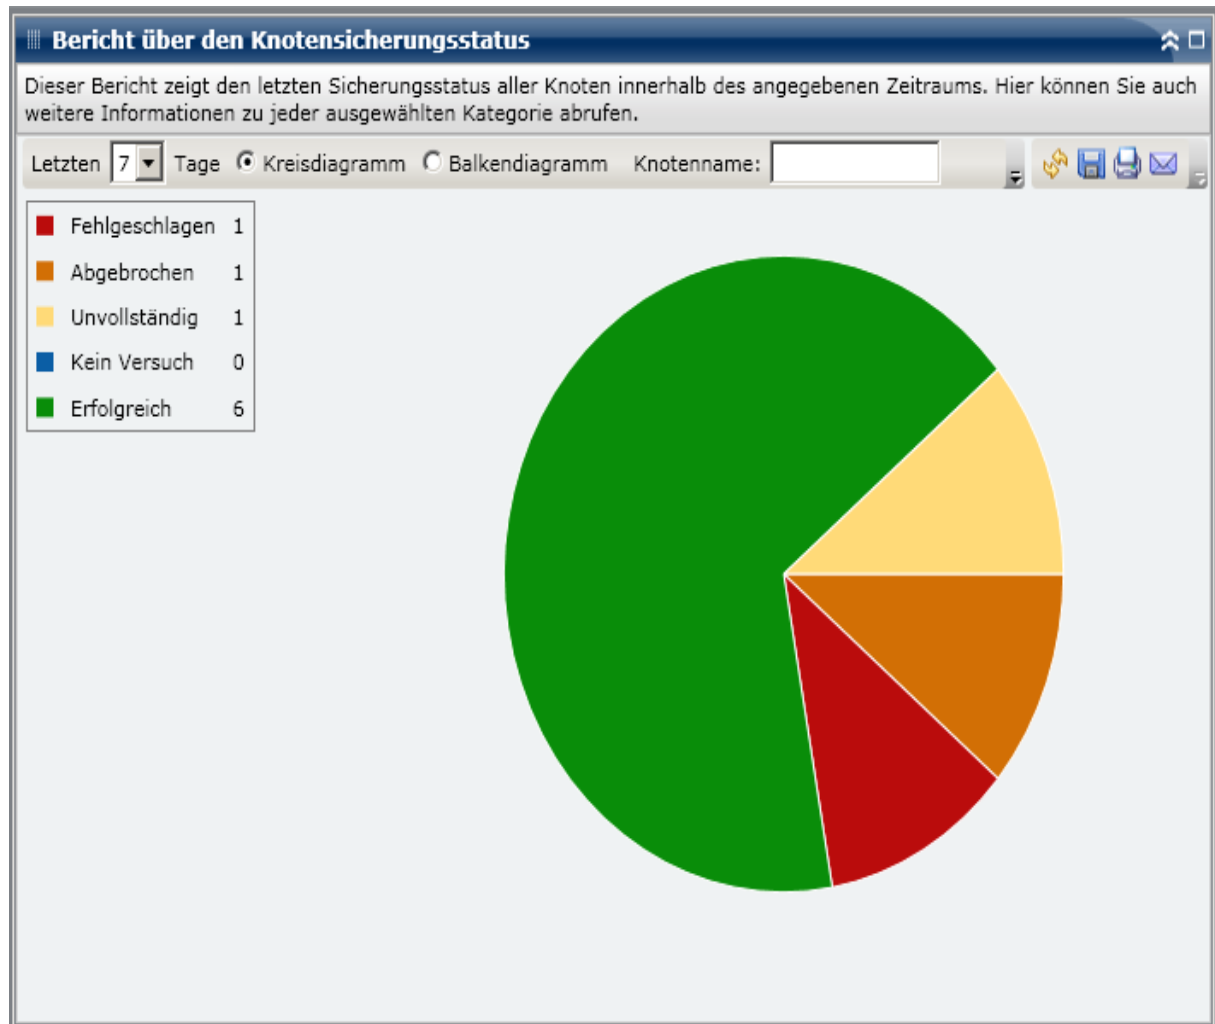 Bericht über den Knotensicherungsstatus
Dieser Bericht zeigt den letzten Sicherungsstatus aller Knoten innerhalb des angegebenen Zeitraums. Hier können Sie auch
weitere Informationen zu jeder ausgewählten Kategorie abrufen.
Letzten 7 Tage Kreisdiagramm Balkendiagramm Knotenname:
Fehlgeschlagen 1
Abgebrochen 1
Unvollständig 1
Kein Versuch 0
Erfolgreich 6